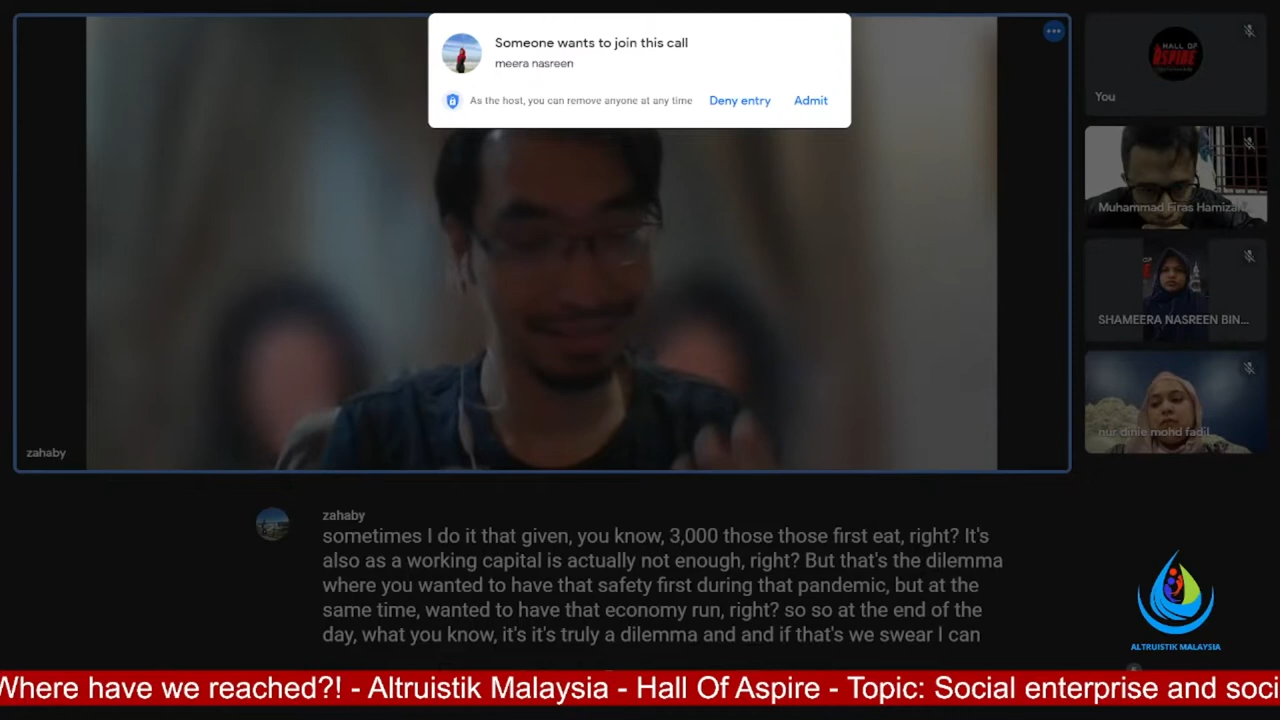 Someone wants to join this call
meera nasreen
As the host, you can remove anyone at any time
Deny entry
Admit
HALL OF
ASPIRE
You
Muhammad Firas Hamizan
SHAMEERA NASREEN BIN...
nur dinie mohd fadil...
zahaby
zahaby
sometimes I do it that given, you know, 3,000 those those first eat, right? It's
also as a working capital is actually not enough, right? But that's the dilemma
where you wanted to have that safety first during that pandemic, but at the
same time, wanted to have that economy run, right? so so at the end of the
day, what you know, it's it's truly a dilemma and and if that's we swear I can
ALTRUISTIK MALAYSIA
Where have we reached?! - Altruistik Malaysia - Hall Of Aspire - Topic: Social enterprise and soci